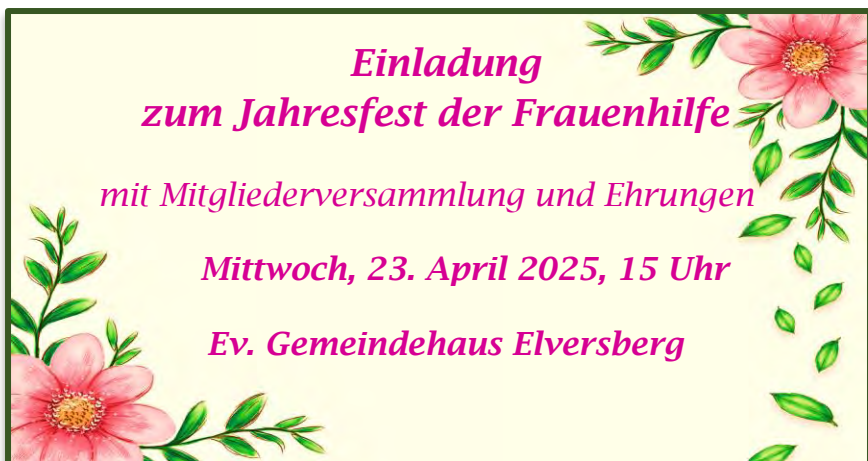 Einladung
zum Jahresfest der Frauenhilfe
mit Mitgliederversammlung und Ehrungen
Mittwoch, 23. April 2025, 15 Uhr
Ev. Gemeindehaus Elversberg